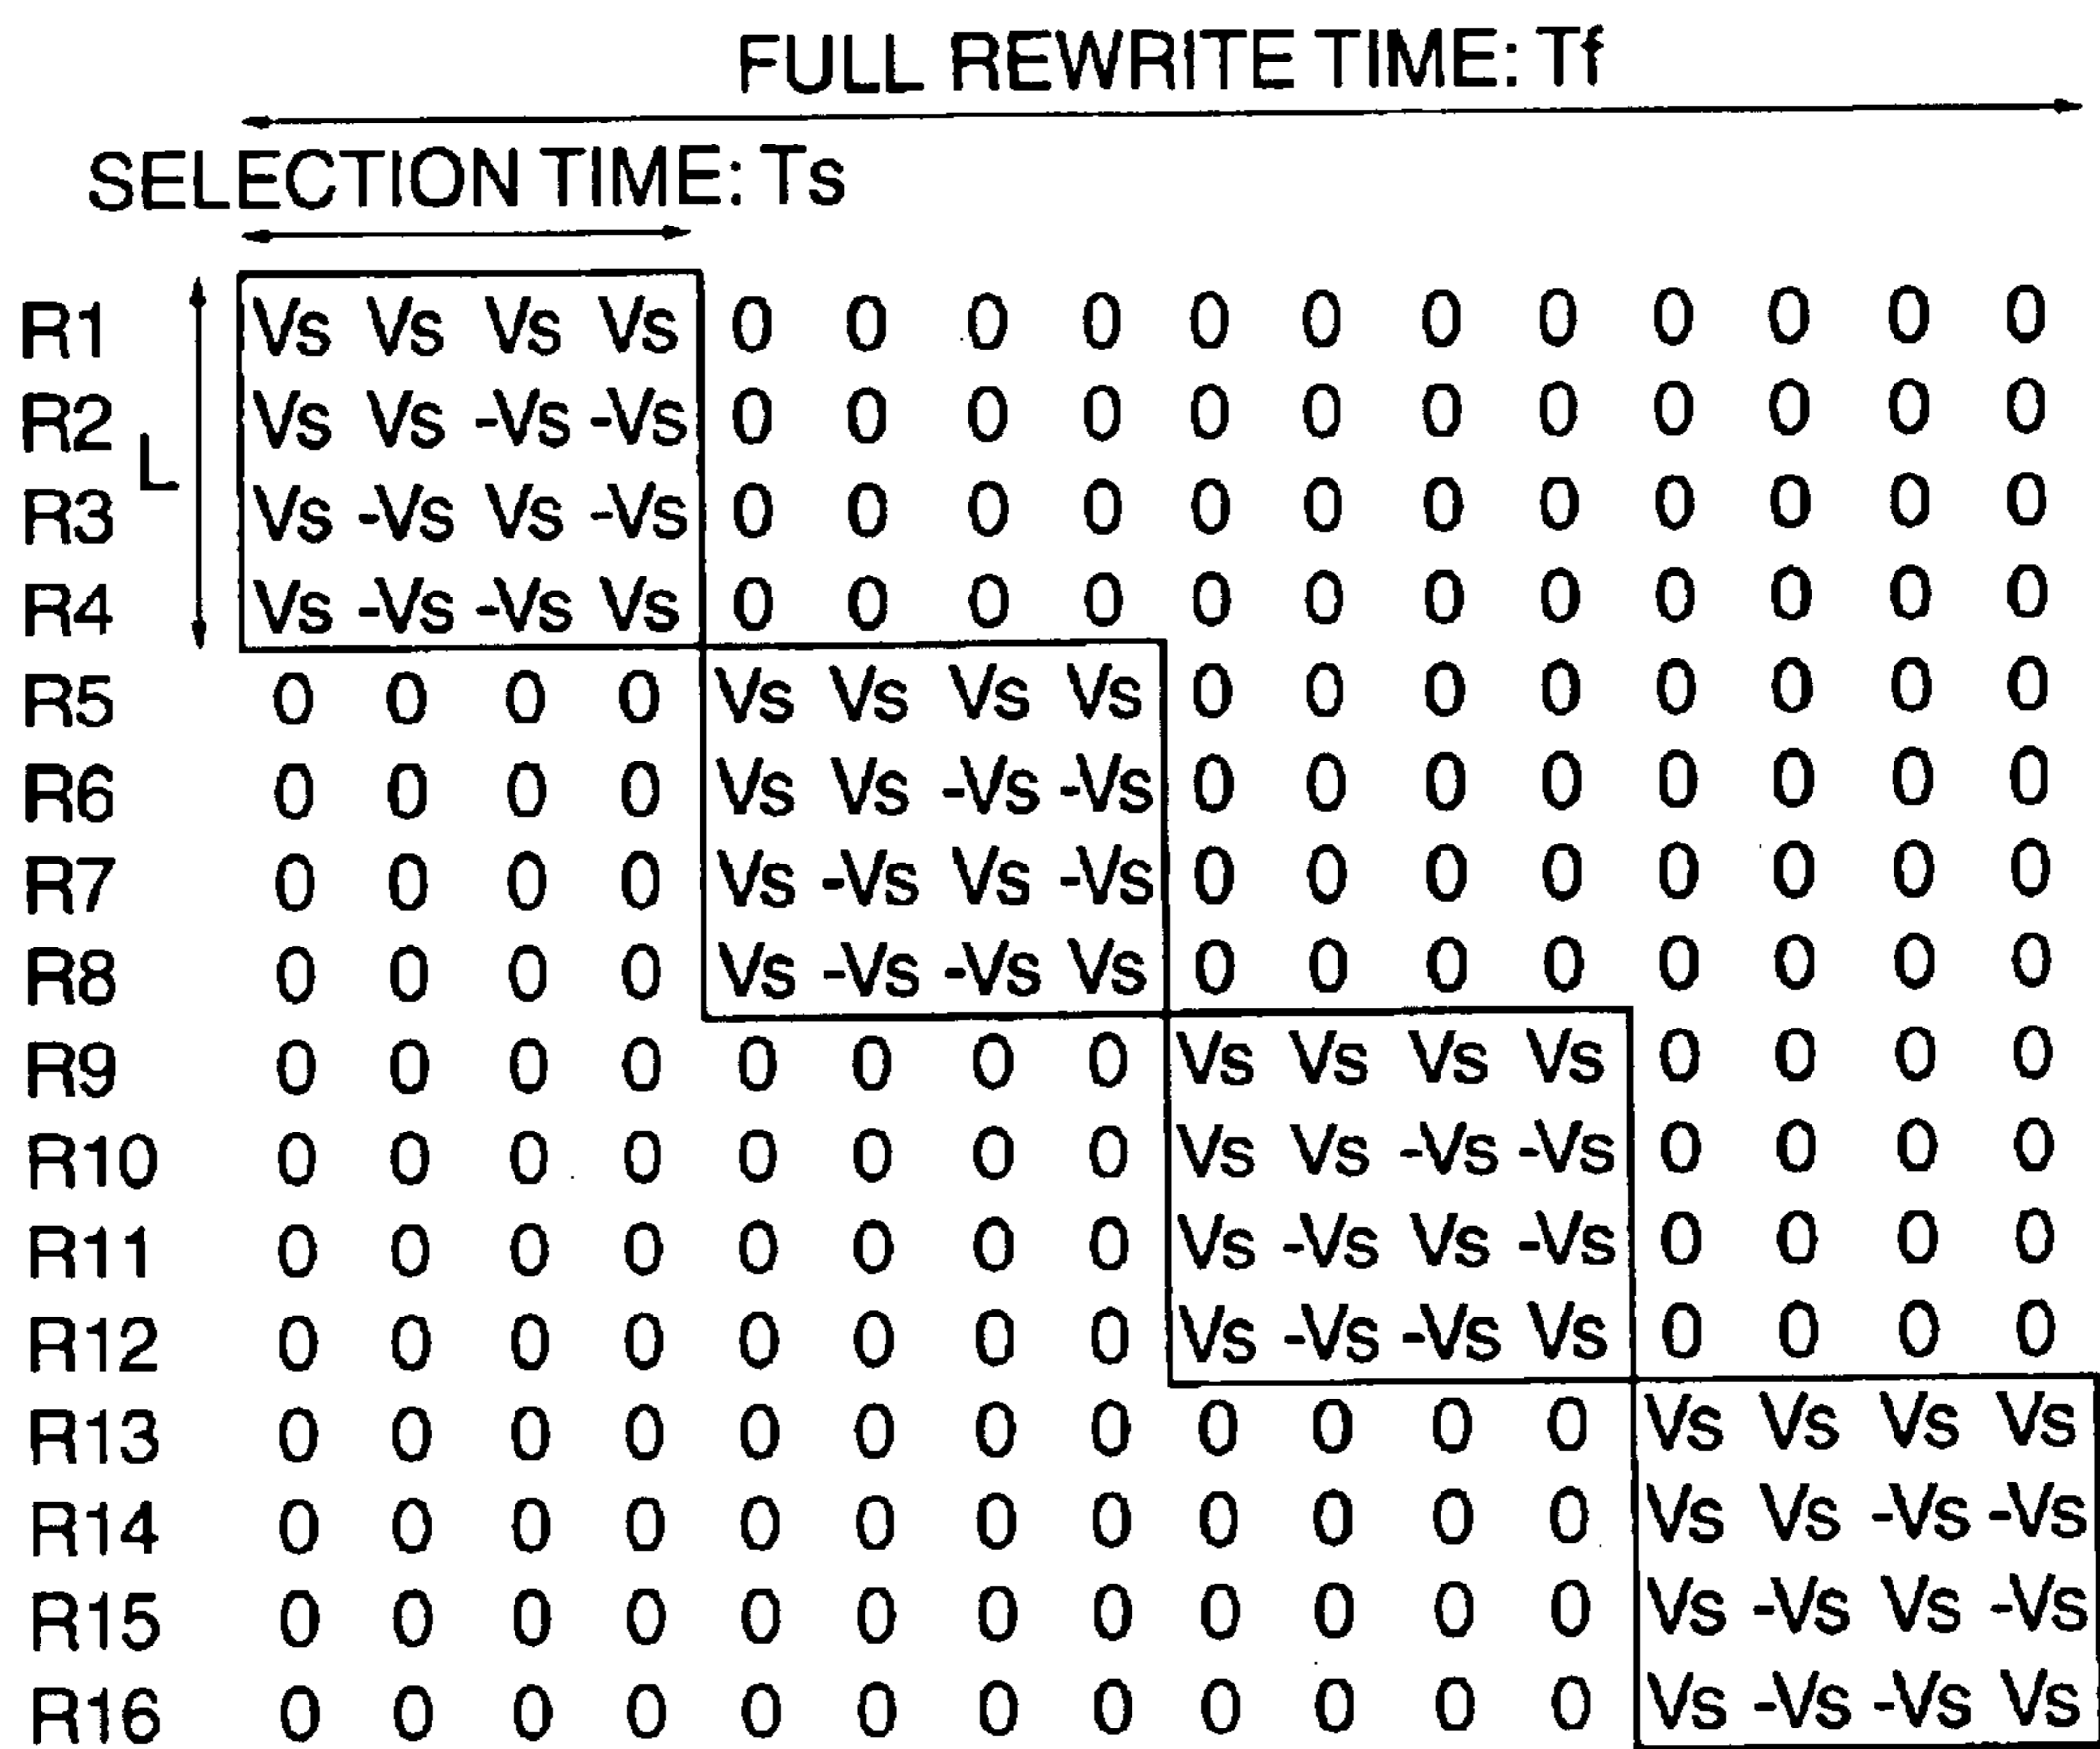 FULL REWRITE TIME: Tf
SELECTION TIME: Ts
R1 Vs Vs Vs Vs 0 0 0 0 0 0 0 0 0 0 0 0
R2 Vs Vs -Vs -Vs 0 0 0 0 0 0 0 0 0 0 0 0
L
R3 Vs -Vs Vs -Vs 0 0 0 0 0 0 0 0 0 0 0 0
R4 Vs -Vs -Vs Vs 0 0 0 0 0 0 0 0 0 0 0 0
R5 0 0 0 0 Vs Vs Vs Vs 0 0 0 0 0 0 0 0
R6 0 0 0 0 Vs Vs -Vs -Vs 0 0 0 0 0 0 0 0
R7 0 0 0 0 Vs -Vs Vs -Vs 0 0 0 0 0 0 0 0
R8 0 0 0 0 Vs -Vs -Vs Vs 0 0 0 0 0 0 0 0
R9 0 0 0 0 0 0 0 0 Vs Vs Vs Vs 0 0 0 0
R10 0 0 0 0 0 0 0 0 Vs Vs -Vs -Vs 0 0 0 0
R11 0 0 0 0 0 0 0 0 Vs -Vs Vs -Vs 0 0 0 0
R12 0 0 0 0 0 0 0 0 Vs -Vs -Vs Vs 0 0 0 0
R13 0 0 0 0 0 0 0 0 0 0 0 0 Vs Vs Vs Vs
R14 0 0 0 0 0 0 0 0 0 0 0 0 Vs Vs -Vs -Vs
R15 0 0 0 0 0 0 0 0 0 0 0 0 Vs -Vs Vs -Vs
R16 0 0 0 0 0 0 0 0 0 0 0 0 Vs -Vs -Vs Vs